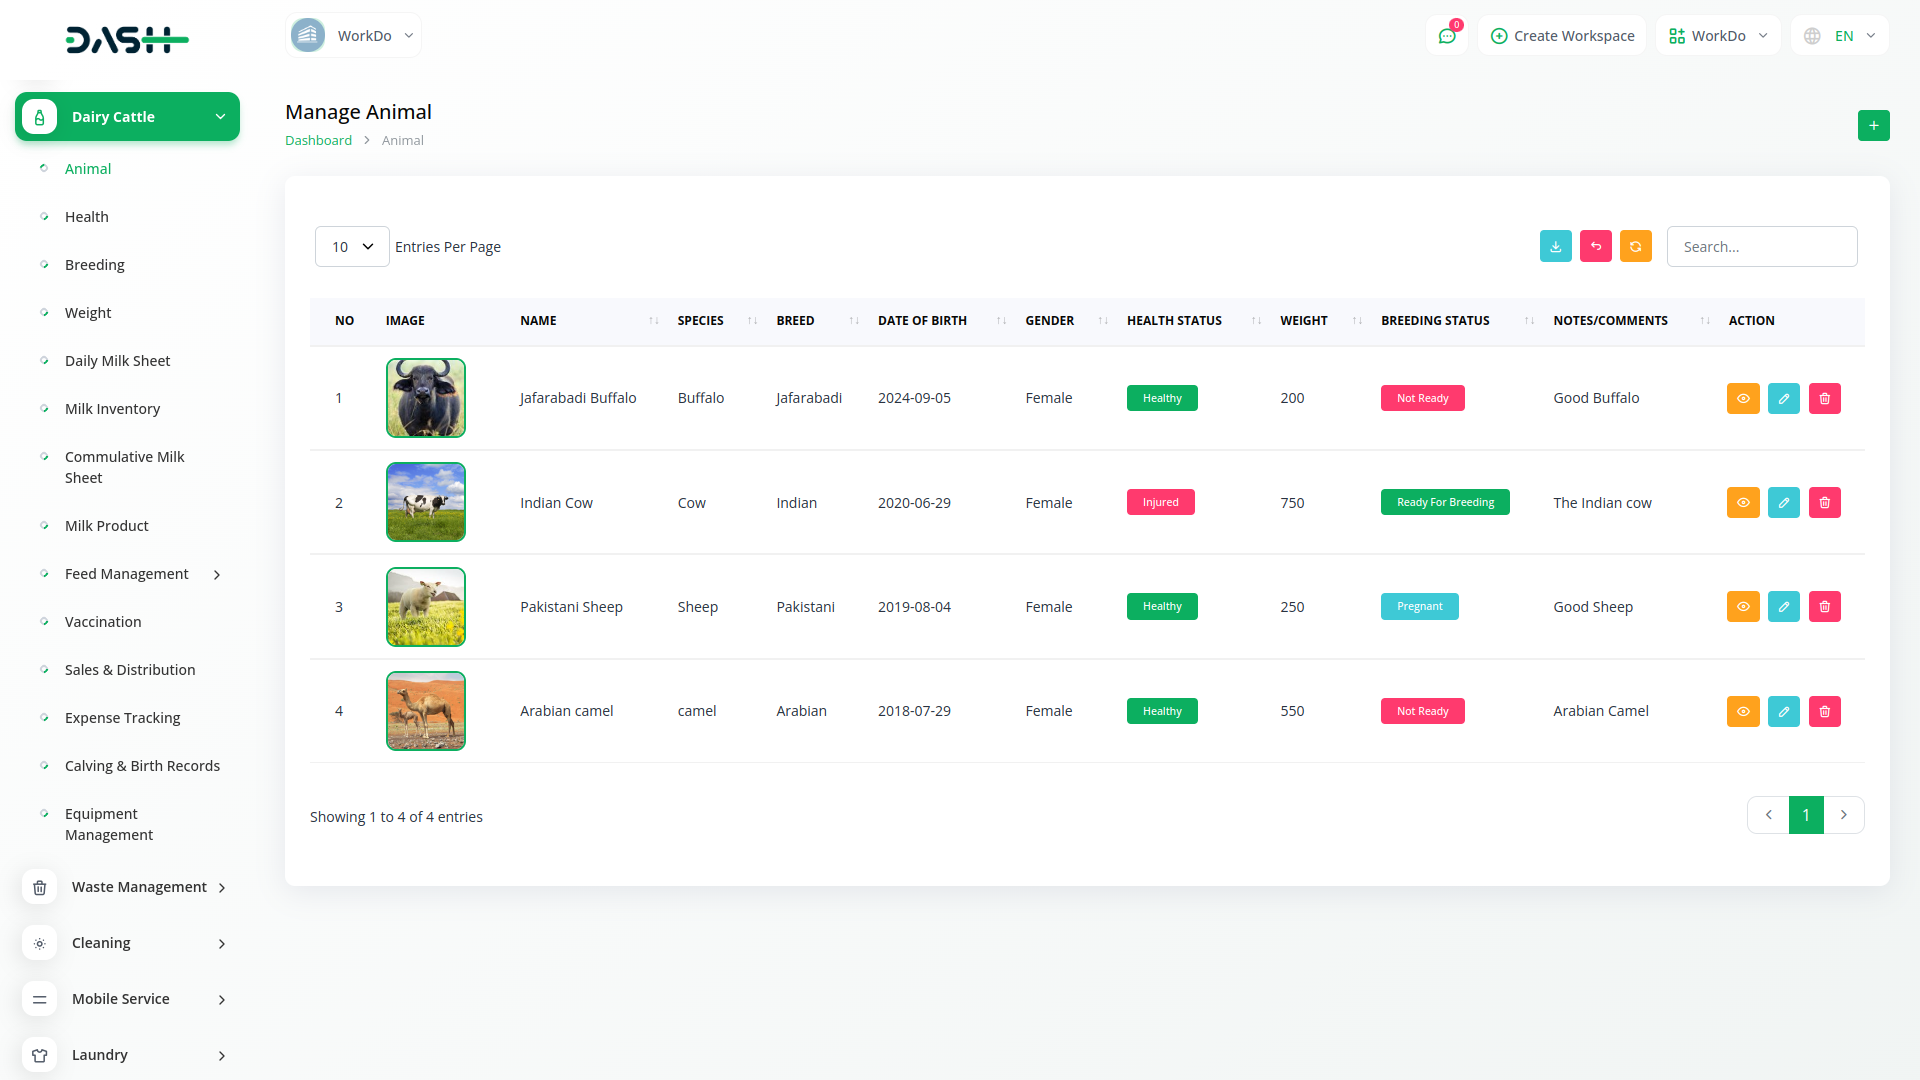 DASH
WorkDo
0
Create Workspace
WorkDo
EN
Dairy Cattle
Animal
Health
Breeding
Weight
Daily Milk Sheet
Milk Inventory
Commulative Milk
Sheet
Milk Product
Feed Management
Vaccination
Sales & Distribution
Expense Tracking
Calving & Birth Records
Equipment
Management
Waste Management
Cleaning
Mobile Service
Laundry
Manage Animal
Dashboard > Animal
10 Entries Per Page
Search...
NO IMAGE NAME SPECIES BREED DATE OF BIRTH GENDER HEALTH STATUS WEIGHT BREEDING STATUS NOTES/COMMENTS ACTION
1 Jafarabadi Buffalo Buffalo Jafarabadi 2024-09-05 Female Healthy 200 Not Ready Good Buffalo
2 Indian Cow Cow Indian 2020-06-29 Female Injured 750 Ready For Breeding The Indian cow
3 Pakistani Sheep Sheep Pakistani 2019-08-04 Female Healthy 250 Pregnant Good Sheep
4 Arabian camel camel Arabian 2018-07-29 Female Healthy 550 Not Ready Arabian Camel
Showing 1 to 4 of 4 entries
1